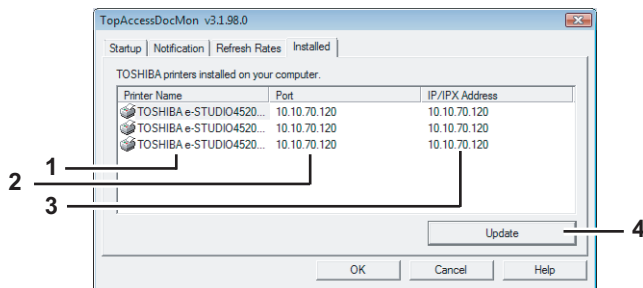 TopAccessDocMon v3.1.98.0
Startup Notification Refresh Rates Installed
TOSHIBA printers installed on your computer.
Printer Name Port IP/IPX Address
TOSHIBA e-STUDIO4520... 10.10.70.120 10.10.70.120
TOSHIBA e-STUDIO4520... 10.10.70.120 10.10.70.120
TOSHIBA e-STUDIO4520... 10.10.70.120 10.10.70.120
1
2
3
Update 4
OK Cancel Help